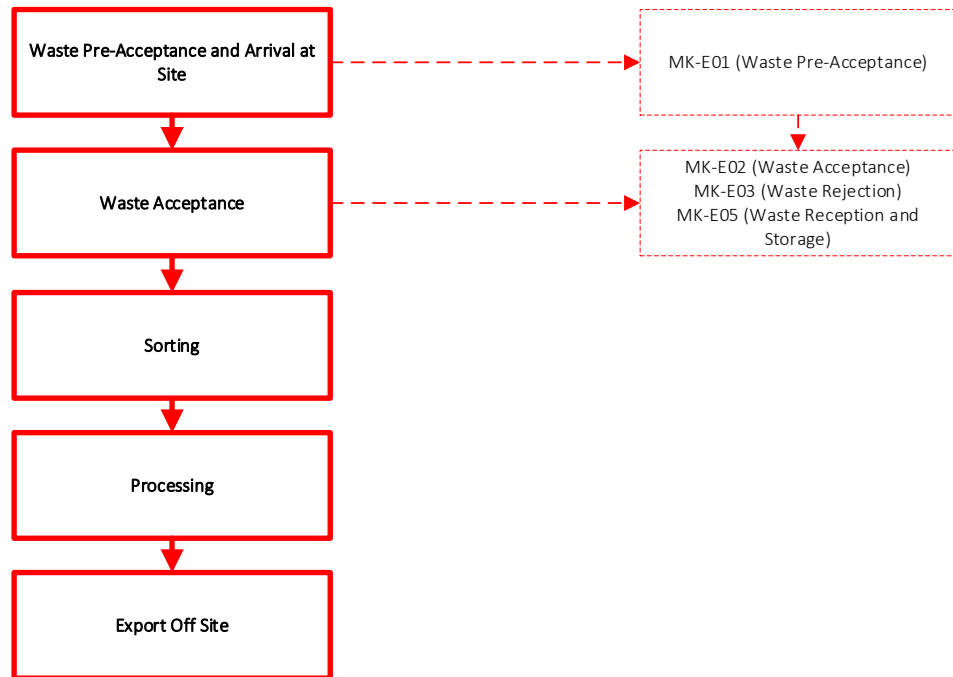 Waste Pre-Acceptance and Arrival at
Site
MK-E01 (Waste Pre-Acceptance)
Waste Acceptance
MK-E02 (Waste Acceptance)
MK-E03 (Waste Rejection)
MK-E05 (Waste Reception and
Storage)
Sorting
Processing
Export Off Site